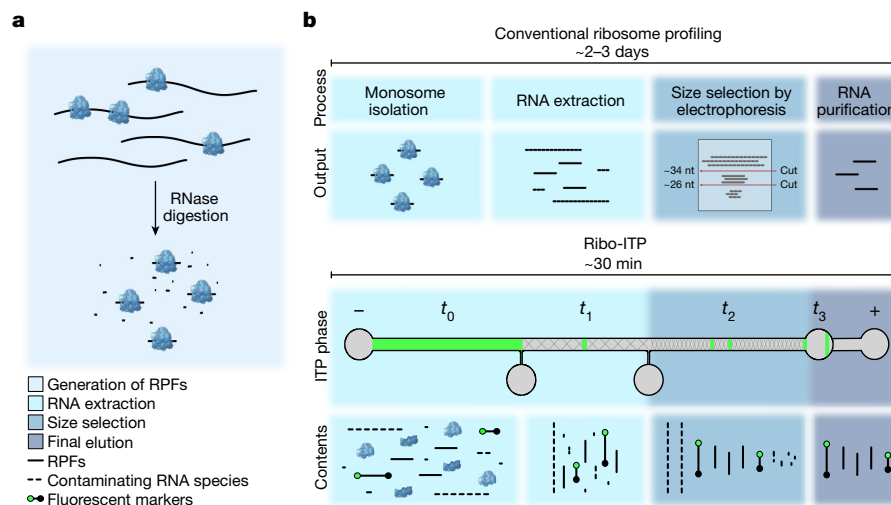 a
RNase
digestion
Generation of RPFs
RNA extraction
Size selection
Final elution
RPFs
Contaminating RNA species
Fluorescent markers
b
Conventional ribosome profiling
~2–3 days
Process
Monosome
isolation
RNA extraction
Size selection by
electrophoresis
RNA
purification
Output
~34 nt
Cut
~26 nt
Cut
Ribo-ITP
~30 min
ITP phase
– t0 t1 t2 t3 +
Contents